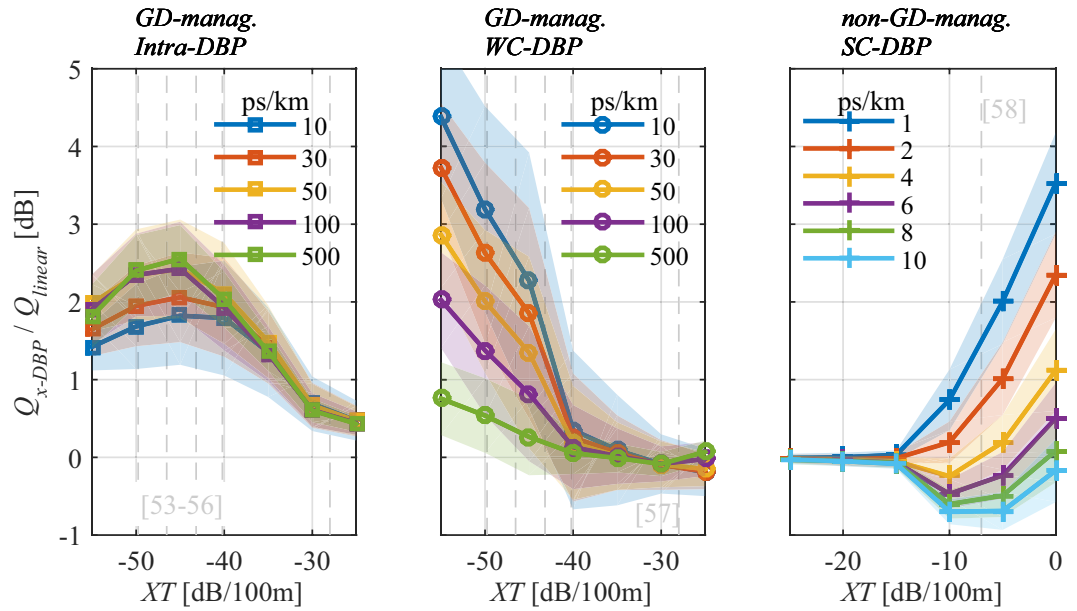 GD-manag.
Intra-DBP
GD-manag.
WC-DBP
non-GD-manag.
SC-DBP
Q_{x-DBP} / Q_{linear} [dB]
5
4
3
2
1
0
-1
ps/km
10
30
50
100
500
[53-56]
-50
-40
-30
XT [dB/100m]
ps/km
10
30
50
100
500
[57]
-50
-40
-30
XT [dB/100m]
ps/km
1
2
4
6
8
10
[58]
-20
-10
0
XT [dB/100m]